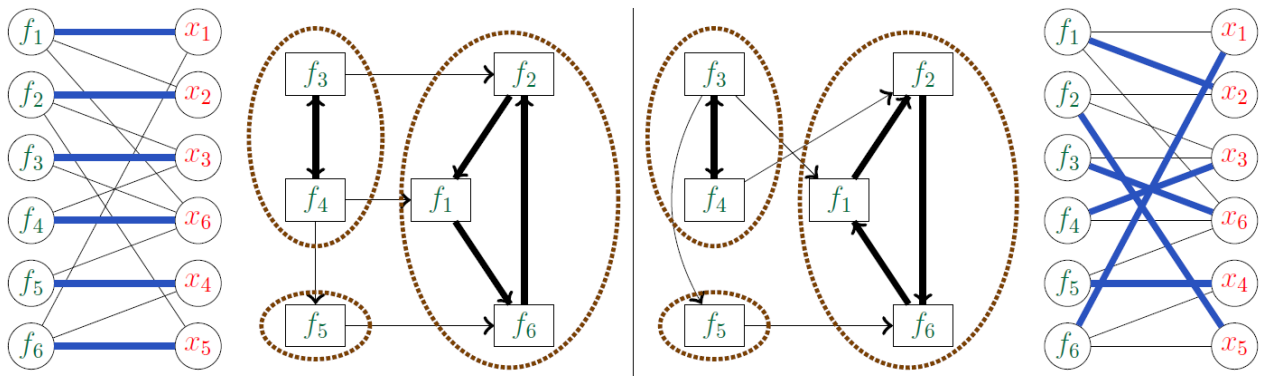 f1 x1 f3 f2 f3 f2 f1 x1
f2 x2 f2 x2
f3 x3 f3 x3
f4 x6 f4 f1 f4 f1 f4 x6
f5 x4 f5 x4
f6 x5 f5 f6 f5 f6 f6 x5